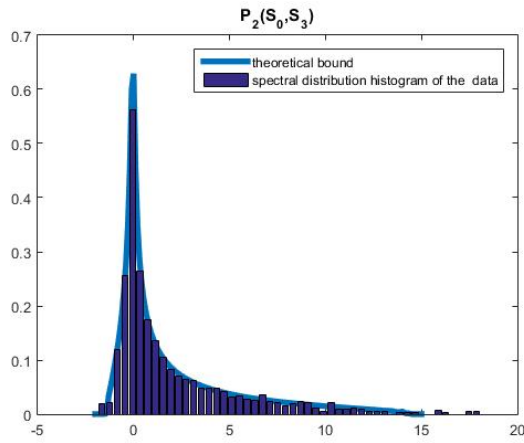 P2(S0,S3)
0.7
theoretical bound
spectral distribution histogram of the data
0.6
0.5
0.4
0.3
0.2
0.1
0
-5 0 5 10 15 20